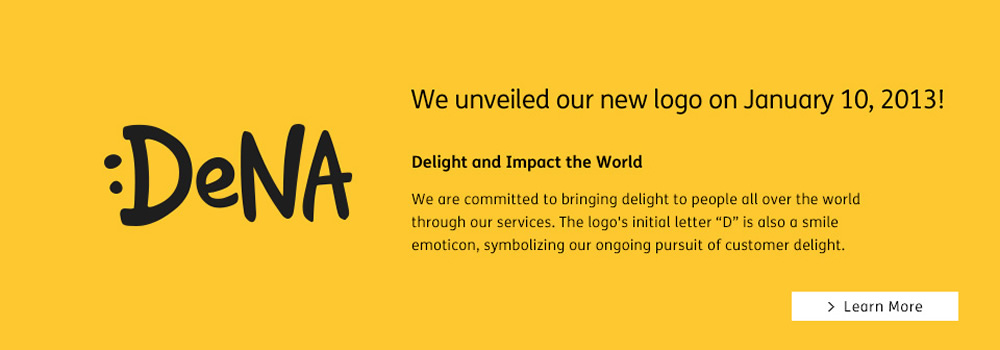 :DeNA
We unveiled our new logo on January 10, 2013!
Delight and Impact the World
We are committed to bringing delight to people all over the world
through our services. The logo's initial letter “D” is also a smile
emoticon, symbolizing our ongoing pursuit of customer delight.
> Learn More